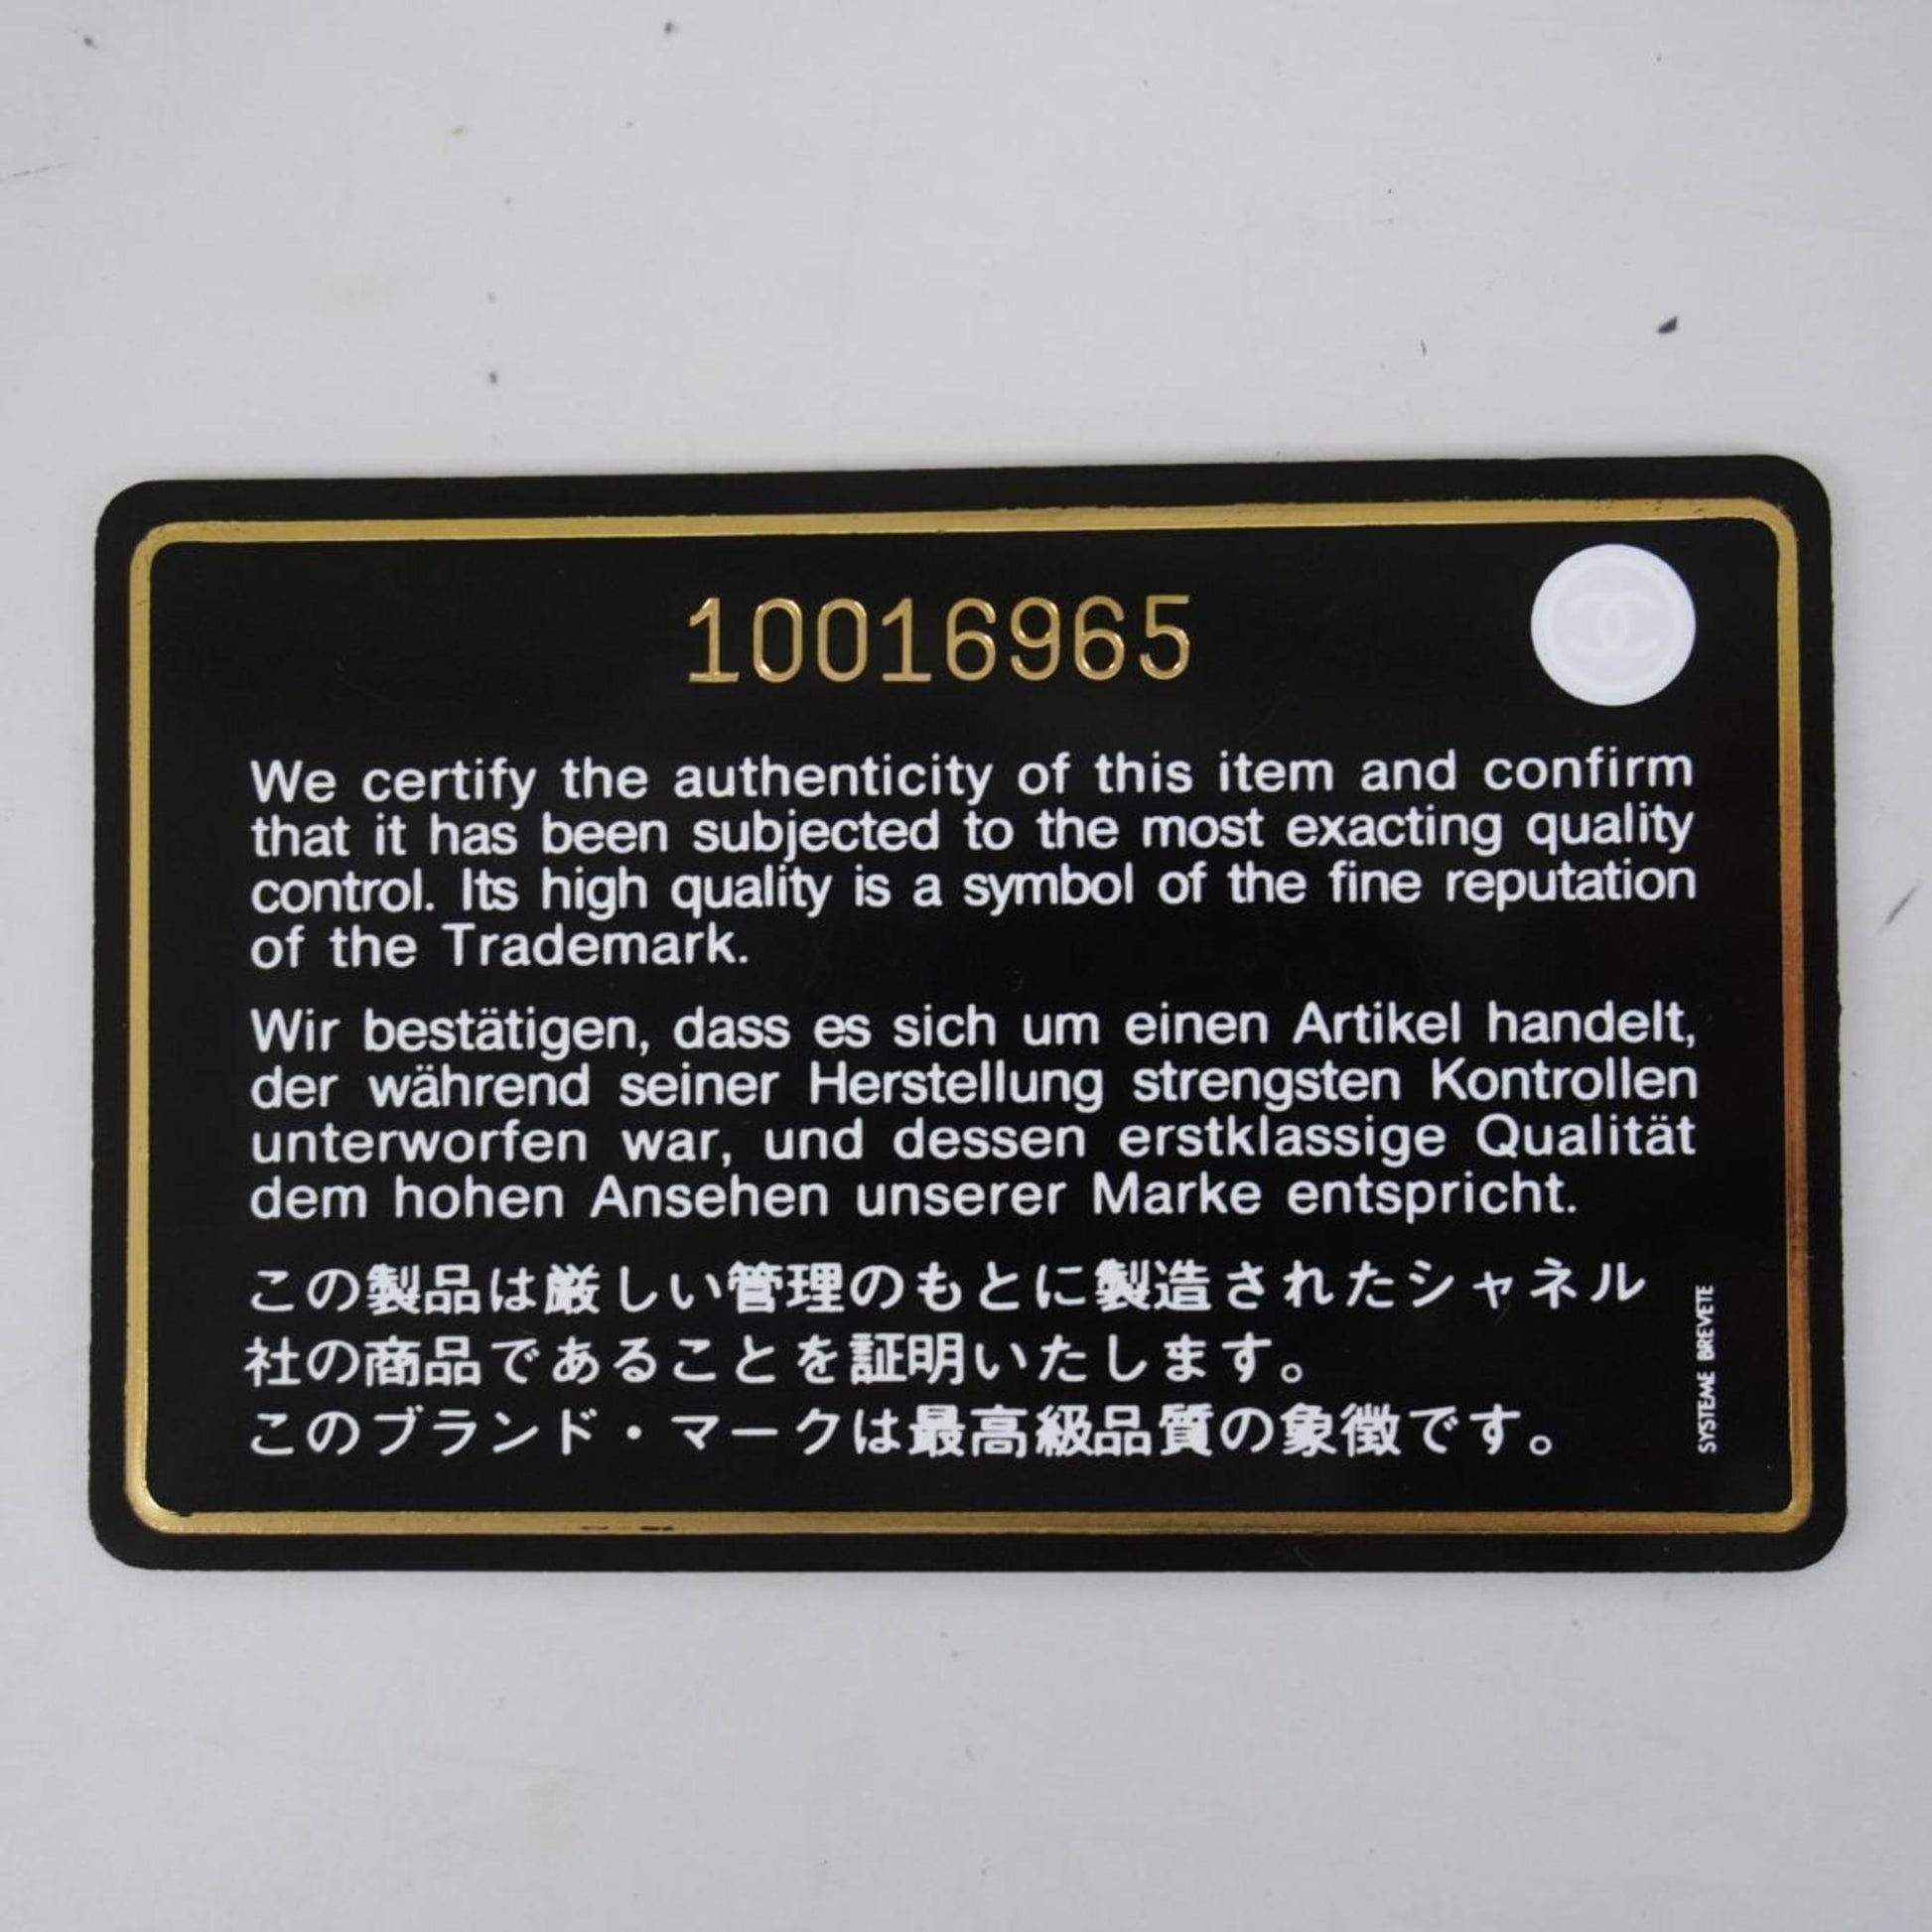 10016965
We certify the authenticity of this item and confirm
that it has been subjected to the most exacting quality
control. Its high quality is a symbol of the fine reputation
of the Trademark.
Wir bestätigen, dass es sich um einen Artikel handelt,
der während seiner Herstellung strengsten Kontrollen
unterworfen war, und dessen erstklassige Qualität
dem hohen Ansehen unserer Marke entspricht.
この製品は厳しい管理のもとに製造されたシャネル
社の商品であることを証明いたします。
このブランド・マークは最高級品質の象徴です。
SYSTEME BREVETE